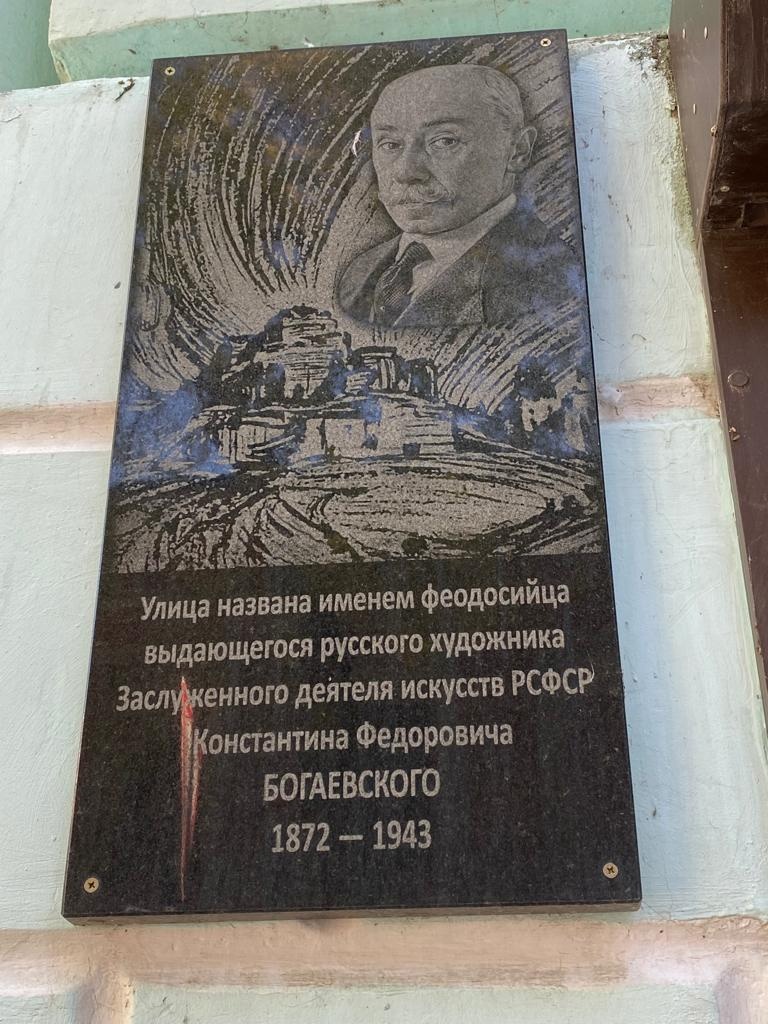 Улица названа именем феодосийца
выдающегося русского художника
Заслуженного деятеля искусств РСФСР
Константина Федоровича
БОГАЕВСКОГО
1872 — 1943